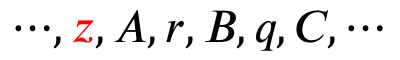 ⋯, z, A, r, B, q, C, ⋯